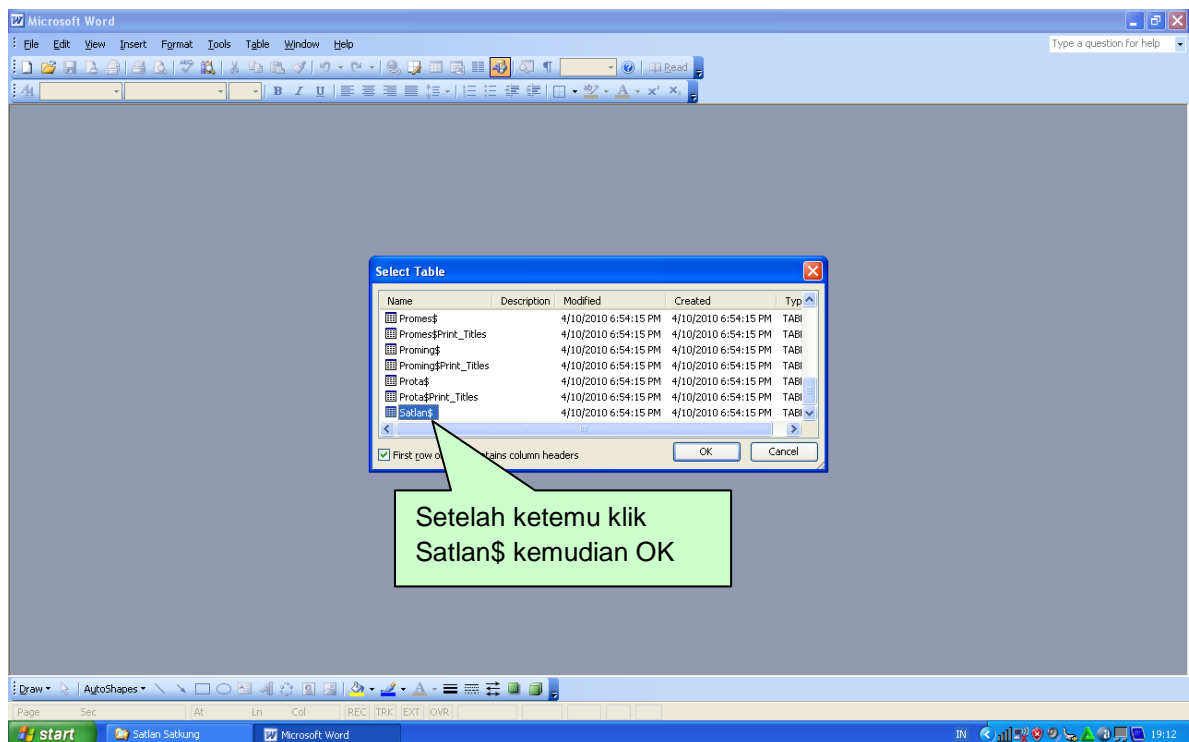 Microsoft Word
File Edit View Insert Format Tools Table Window Help
Type a question for help
Read
B I U
Select Table
Name Description Modified Created Typ
Promes$ 4/10/2010 6:54:15 PM 4/10/2010 6:54:15 PM TABI
Promes$Print_Titles 4/10/2010 6:54:15 PM 4/10/2010 6:54:15 PM TABI
Proming$ 4/10/2010 6:54:15 PM 4/10/2010 6:54:15 PM TABI
Proming$Print_Titles 4/10/2010 6:54:15 PM 4/10/2010 6:54:15 PM TABI
Prota$ 4/10/2010 6:54:15 PM 4/10/2010 6:54:15 PM TABI
Prota$Print_Titles 4/10/2010 6:54:15 PM 4/10/2010 6:54:15 PM TABI
Satlan$ 4/10/2010 6:54:15 PM 4/10/2010 6:54:15 PM TABI
First row o tains column headers
OK Cancel
Setelah ketemu klik
Satlan$ kemudian OK
Draw AutoShapes
Page Sec At Ln Col REC TRK EXT OVR
start Satlan Satkung Microsoft Word IN 19:12